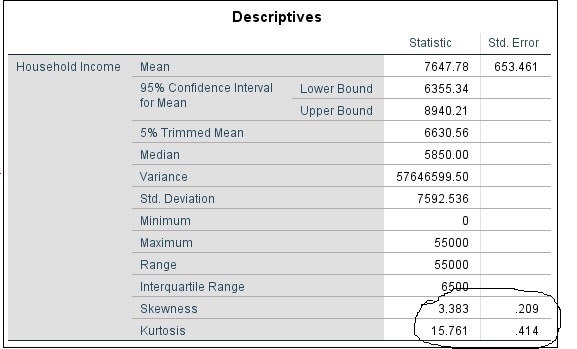 Descriptives
Statistic Std. Error
Household Income Mean 7647.78 653.461
95% Confidence Interval for Mean Lower Bound 6355.34
Upper Bound 8940.21
5% Trimmed Mean 6630.56
Median 5850.00
Variance 57646599.50
Std. Deviation 7592.536
Minimum 0
Maximum 55000
Range 55000
Interquartile Range 6500
Skewness 3.383 .209
Kurtosis 15.761 .414